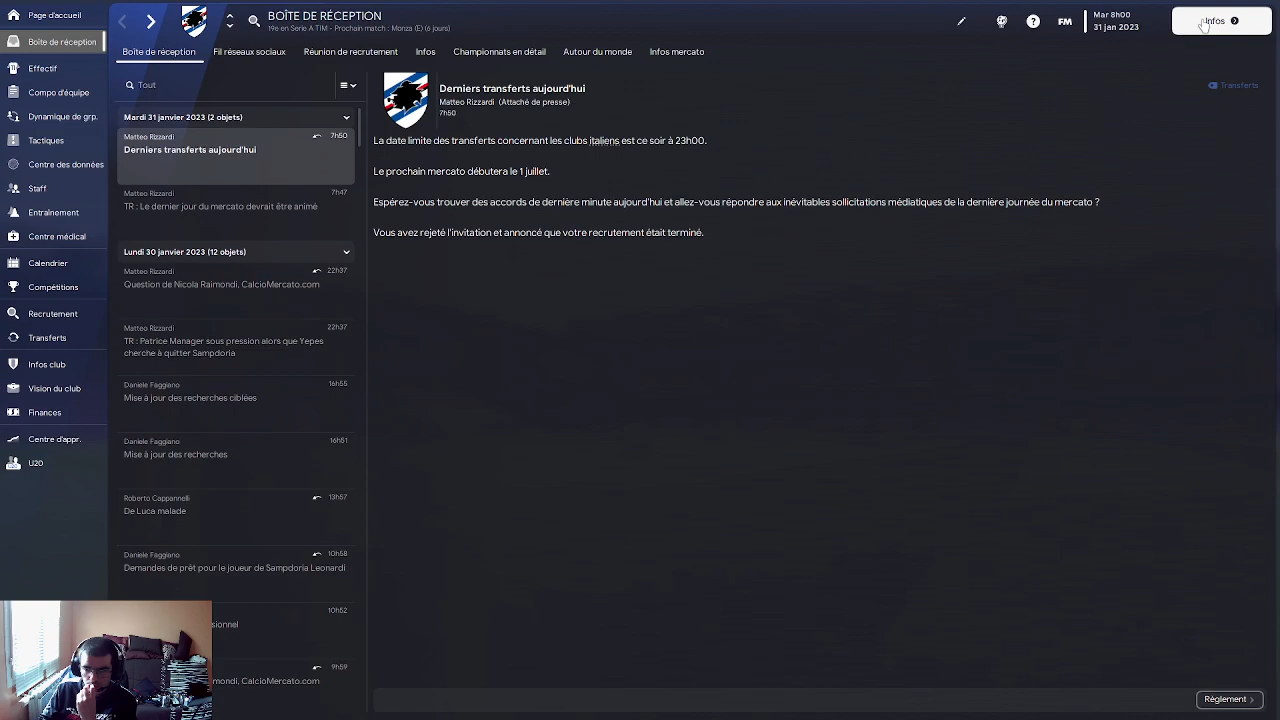 Page d'accueil
Boîte de réception
Effectif
Compo d'équipe
Dynamique de gr.
Tactiques
Centre des données
Staff
Entraînement
Centre médical
Calendrier
Compétitions
Recrutement
Transferts
Infos club
Vision du club
Finances
Centre d'appr.
U20
BOÎTE DE RÉCEPTION
19e en Serie A TIM - Prochain match : Monza (E) (6 jours)
FM
Mar 8h00
31 jan 2023
Infos
Boîte de réception
Fil réseaux sociaux
Réunion de recrutement
Infos
Championnats en détail
Autour du monde
Infos mercato
Tout
Mardi 31 janvier 2023 (2 objets)
Matteo Rizzardi 7h50
Derniers transferts aujourd'hui
Matteo Rizzardi 7h47
TR : Le dernier jour du mercato devrait être animé
Lundi 30 janvier 2023 (12 objets)
Matteo Rizzardi 22h37
Question de Nicola Raimondi, CalcioMercato.com
Matteo Rizzardi 22h37
TR : Patrice Manager sous pression alors que Yepes
cherche à quitter Sampdoria
Daniele Faggiano 16h55
Mise à jour des recherches ciblées
Daniele Faggiano 16h51
Mise à jour des recherches
Roberto Cappannelli 13h57
De Luca malade
Daniele Faggiano 10h58
Demandes de prêt pour le joueur de Sampdoria Leonardi
10h52
9h59
CalcioMercato.com
Derniers transferts aujourd'hui
Matteo Rizzardi (Attaché de presse)
7h50
Transferts
La date limite des transferts concernant les clubs italiens est ce soir à 23h00.
Le prochain mercato débutera le 1 juillet.
Espérez-vous trouver des accords de dernière minute aujourd'hui et allez-vous répondre aux inévitables sollicitations médiatiques de la dernière journée du mercato ?
Vous avez rejeté l'invitation et annoncé que votre recrutement était terminé.
Règlement